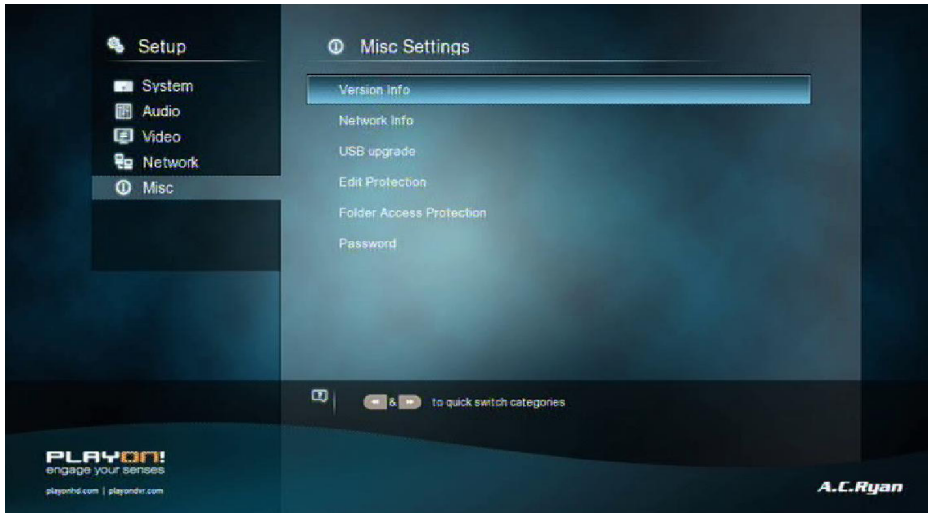 Setup
System
Audio
Video
Network
Misc
Misc Settings
Version Info
Network Info
USB upgrade
Edit Protection
Folder Access Protection
Password
& to quick switch categories
PLAYON!
engage your senses
playonhd.com | playondvr.com
A.C.Ryan